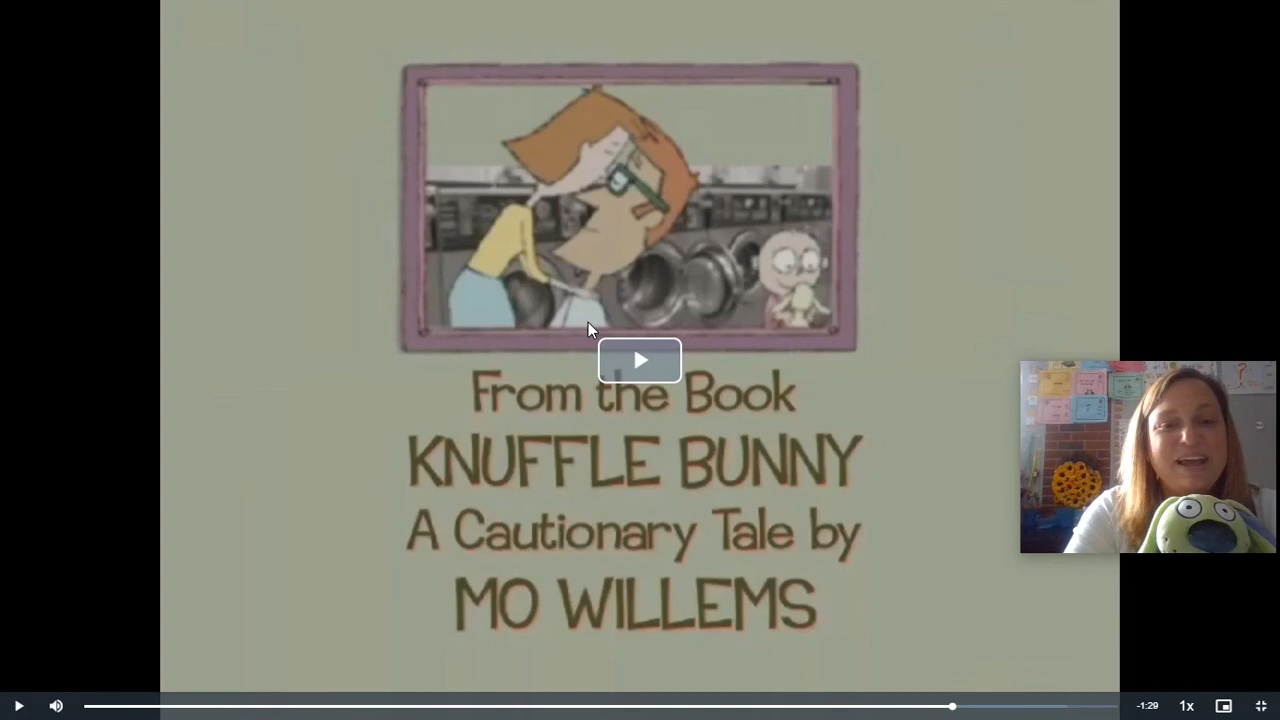 From the Book
KNUFFLE BUNNY
A Cautionary Tale by
MO WILLEMS
-1:29
1x